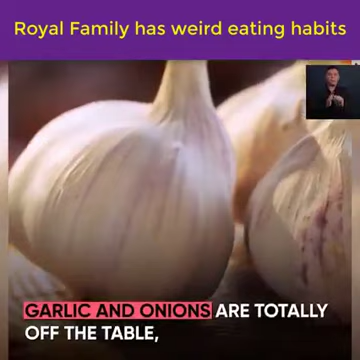 Royal Family has weird eating habits
GARLIC AND ONIONS ARE TOTALLY
OFF THE TABLE,